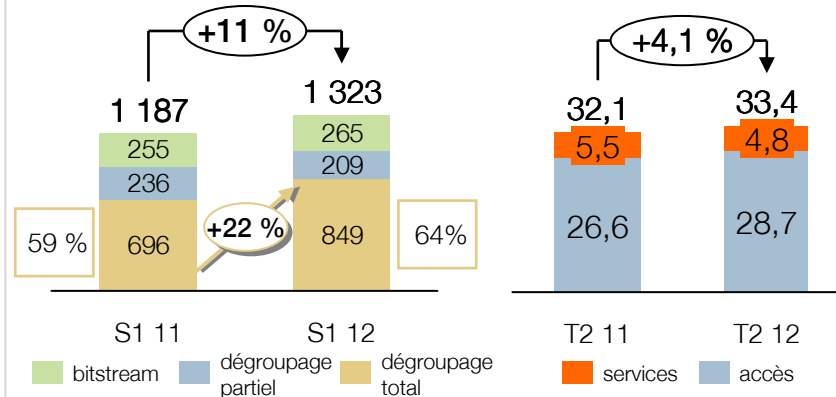 +11 %
1 187
1 323
255
265
236
209
59 %
696
+22 %
849
64%
S1 11
S1 12
bitstream
dégroupage
partiel
dégroupage
total
+4,1 %
32,1
33,4
5,5
4,8
26,6
28,7
T2 11
T2 12
services
accès